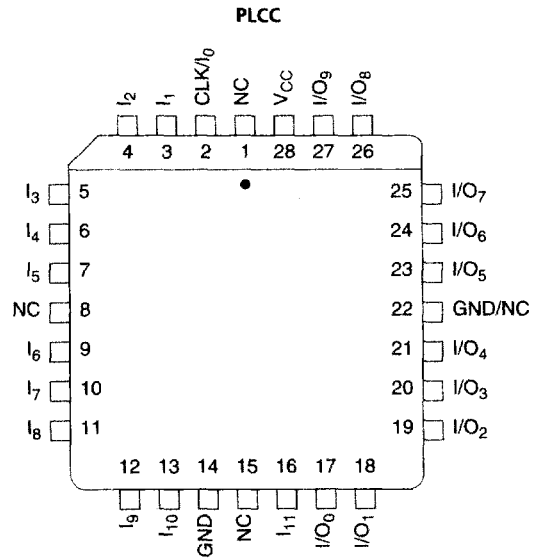 PLCC
I2 I1 CLK/I0 NC VCC I/O9 I/O8
4 3 2 1 28 27 26
I3 5 25 I/O7
I4 6 24 I/O6
I5 7 23 I/O5
NC 8 22 GND/NC
I6 9 21 I/O4
I7 10 20 I/O3
I8 11 19 I/O2
12 13 14 15 16 17 18
I9 I10 GND NC I11 I/O0 I/O1